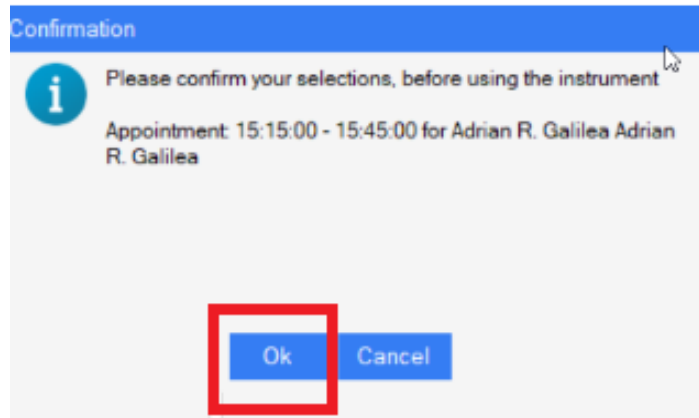 Confirmation
Please confirm your selections, before using the instrument
Appointment: 15:15:00 - 15:45:00 for Adrian R. Galilea Adrian
R. Galilea
Ok
Cancel